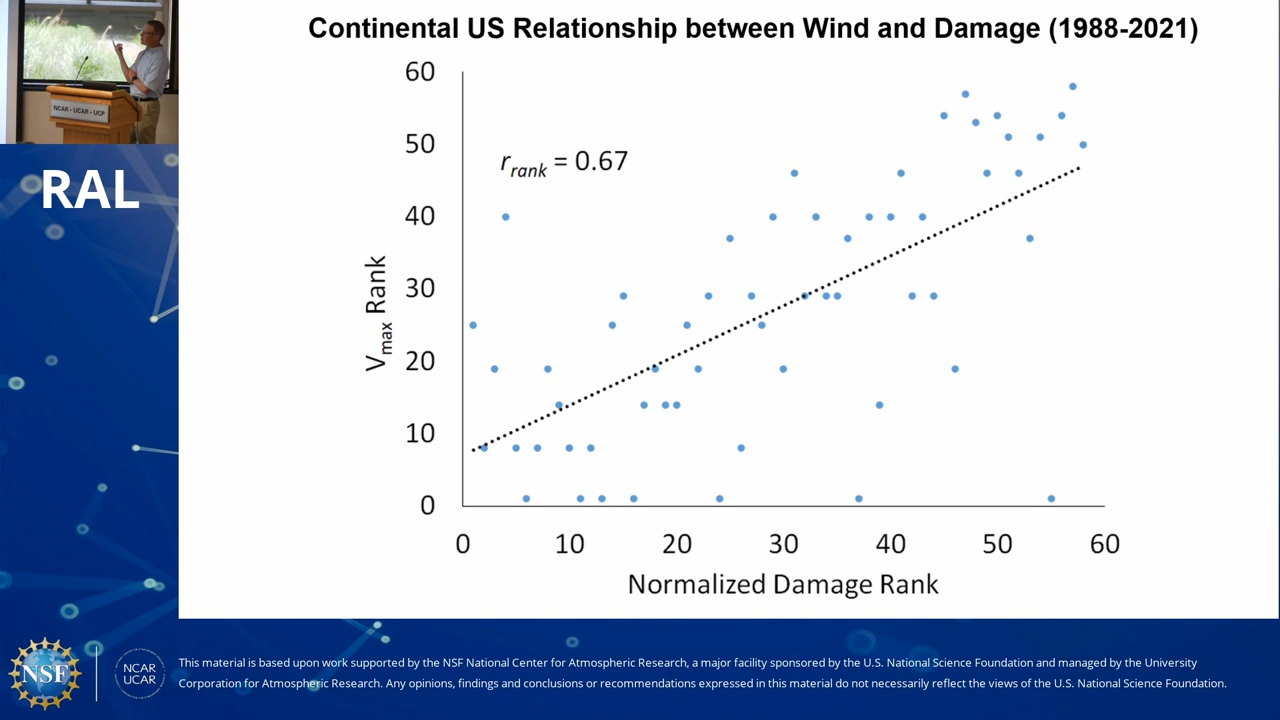 Continental US Relationship between Wind and Damage (1988-2021)
NCAR - UCAR - UCP
RAL
r_rank = 0.67
V_max Rank
60
50
40
30
20
10
0
0 10 20 30 40 50 60
Normalized Damage Rank
NSF
NCAR
UCAR
This material is based upon work supported by the NSF National Center for Atmospheric Research, a major facility sponsored by the U.S. National Science Foundation and managed by the University
Corporation for Atmospheric Research. Any opinions, findings and conclusions or recommendations expressed in this material do not necessarily reflect the views of the U.S. National Science Foundation.